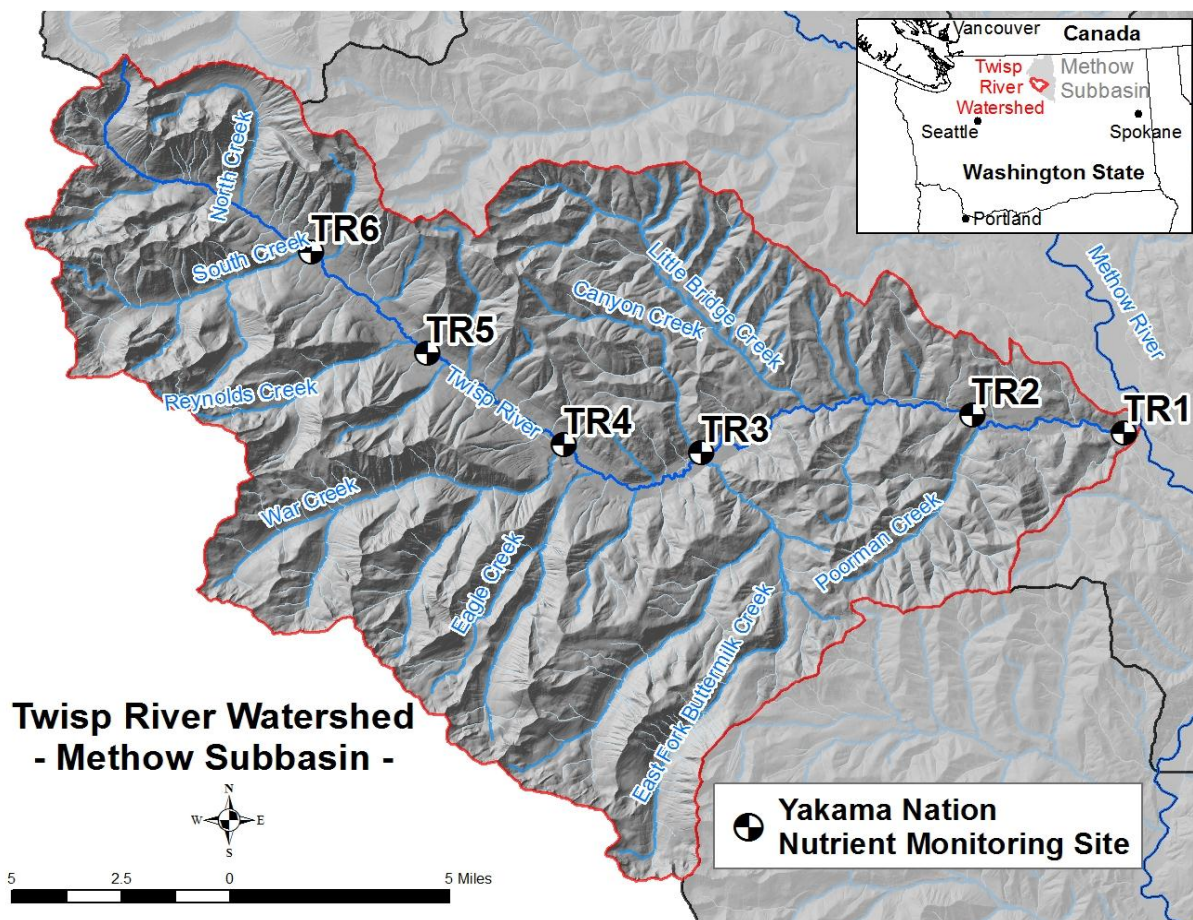 Vancouver
Canada
Twisp
River
Watershed
Methow
Subbasin
Seattle
Spokane
Washington State
Portland
North Creek
South Creek
TR6
Little Bridge Creek
Canyon Creek
Methow River
TR5
Reynolds Creek
Twisp River
TR4
TR3
TR2
TR1
War Creek
Eagle Creek
Poorman Creek
East Fork Buttermilk Creek
Twisp River Watershed
- Methow Subbasin -
N
W
E
S
5
2.5
0
5 Miles
Yakama Nation
Nutrient Monitoring Site